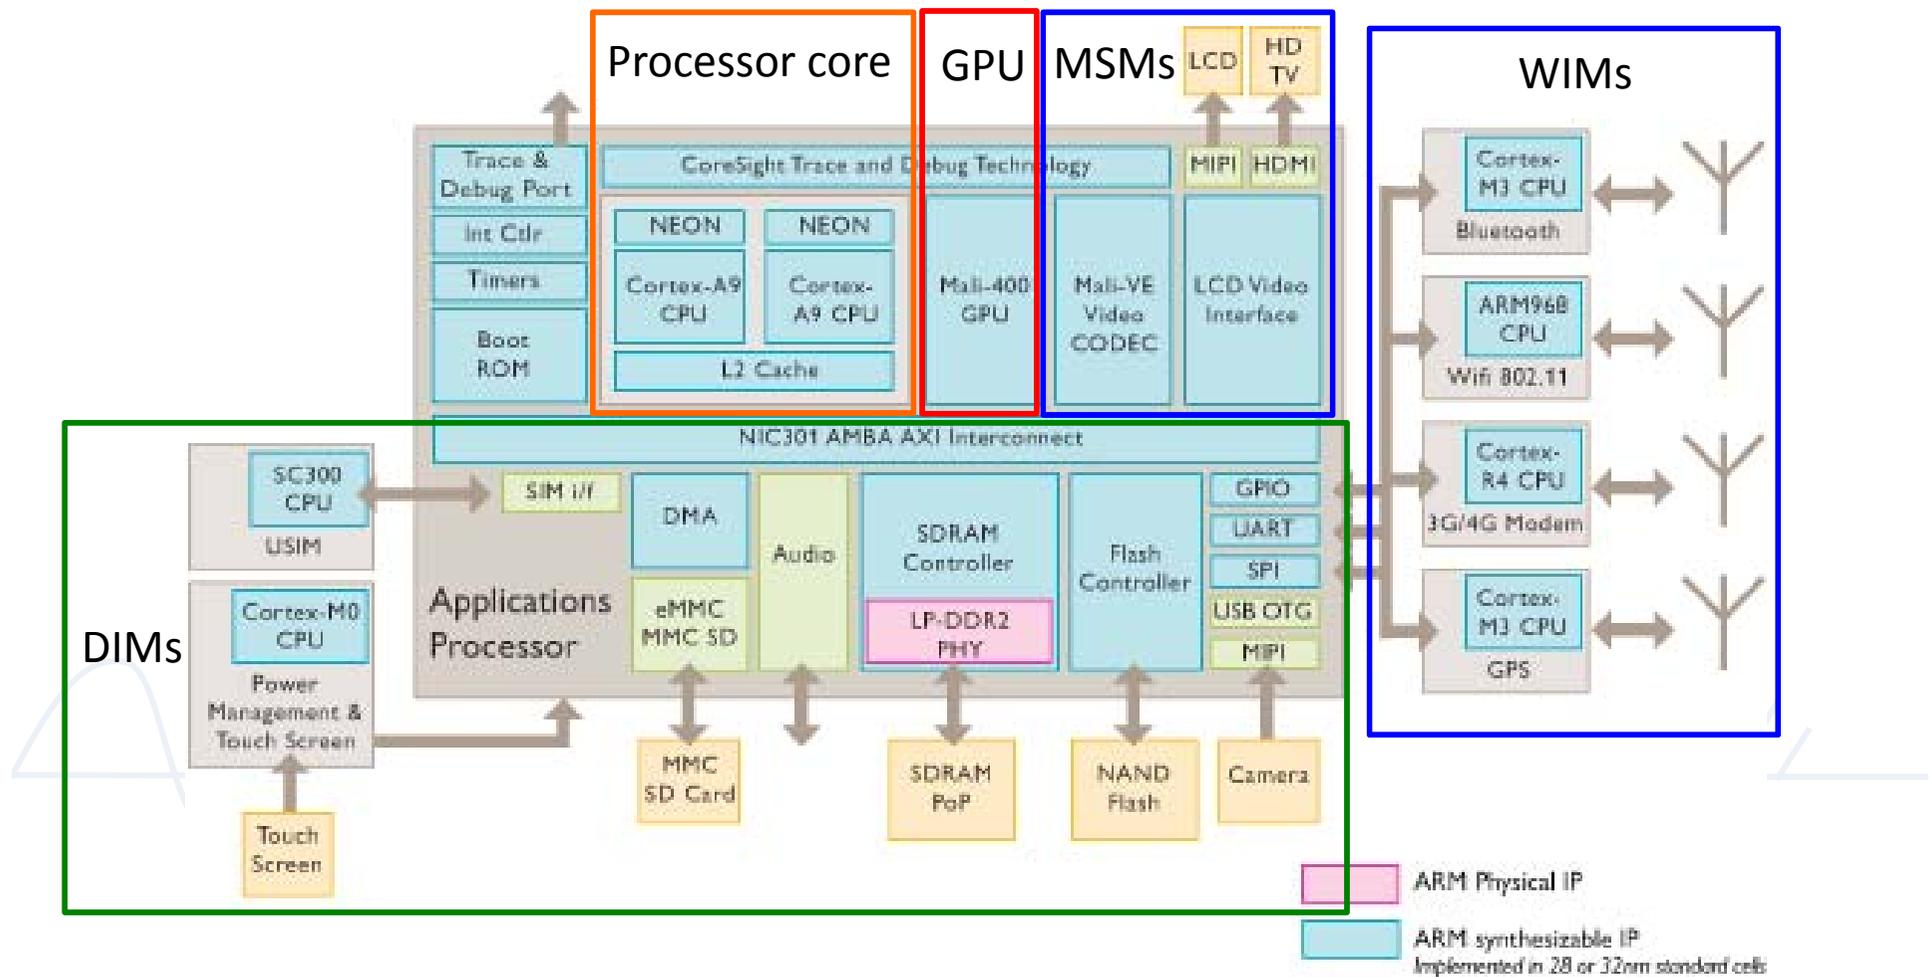 Processor core
GPU
MSMs
LCD
HD
TV
WIMs
Trace &
Debug Port
CoreSight Trace and Debug Technology
MIPI
HDMI
Int Ctlr
Timers
Boot
ROM
NEON
NEON
Cortex-A9
CPU
Cortex-
A9 CPU
L2 Cache
Mali-400
GPU
Mali-VE
Video
CODEC
LCD Video
Interface
Cortex-
M3 CPU
Bluetooth
ARM968
CPU
Wifi 802.11
Cortex-
R4 CPU
3G/4G Modem
Cortex-
M3 CPU
GPS
NIC301 AMBA AXI Interconnect
DIMs
SC300
CPU
USIM
SIM i/f
DMA
Audio
SDRAM
Controller
Flash
Controller
GPIO
UART
SPI
USB OTG
MIPI
Applications
Processor
eMMC
MMC SD
LP-DDR2
PHY
Cortex-M0
CPU
Power
Management &
Touch Screen
Touch
Screen
MMC
SD Card
SDRAM
PoP
NAND
Flash
Camera
ARM Physical IP
ARM synthesizable IP
Implemented in 28 or 32nm standard cells